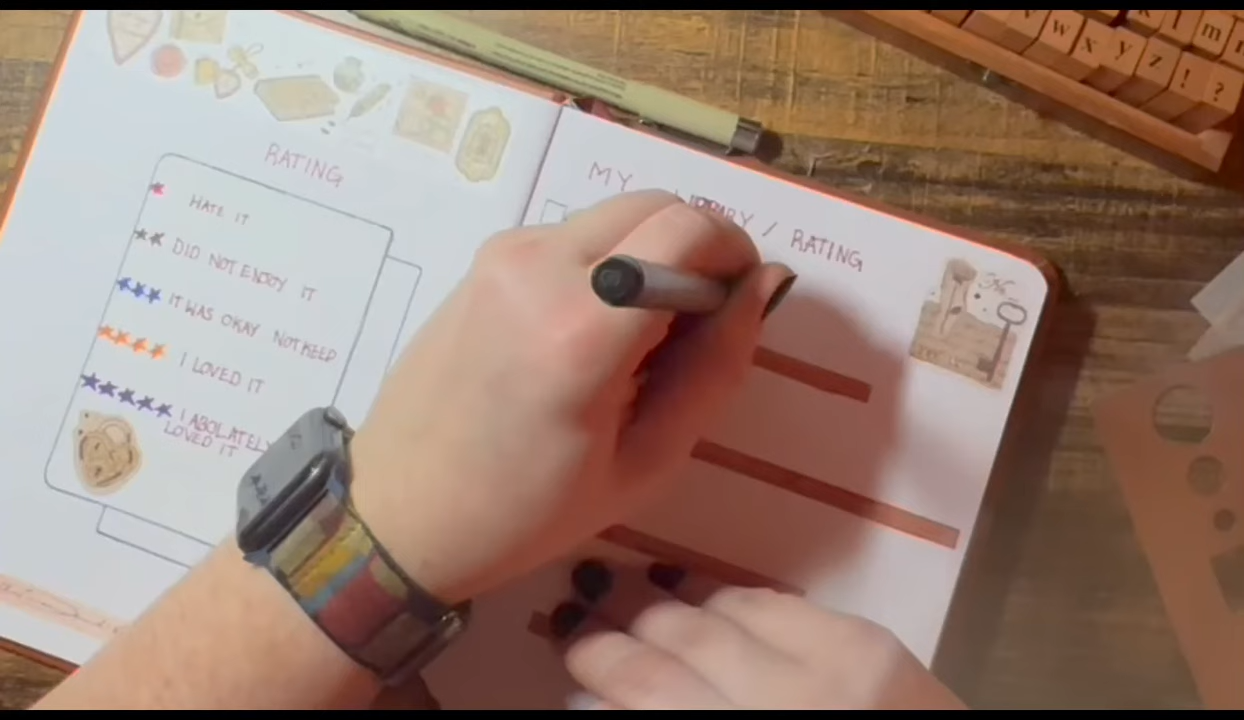 RATING
HATE IT
DID NOT ENJOY IT
IT WAS OKAY NOT KEEP
I LOVED IT
I ABOLATELY
LOVED IT
MY LIBRARY / RATING
v w x y z ! ?
k l m